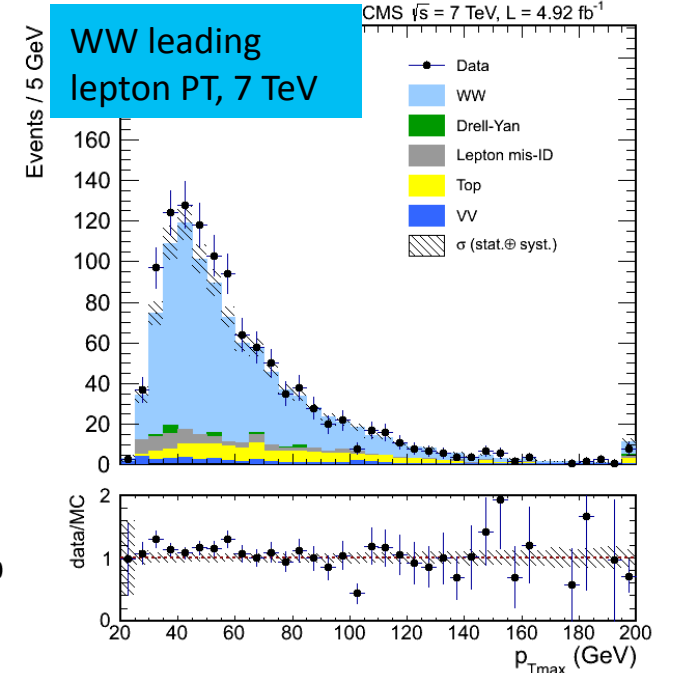 CMS √s = 7 TeV, L = 4.92 fb⁻¹
WW leading
lepton PT, 7 TeV
Events / 5 GeV
160
140
120
100
80
60
40
20
0
Data
WW
Drell-Yan
Lepton mis-ID
Top
VV
σ (stat.⊕ syst.)
data/MC
2
1
0
20 40 60 80 100 120 140 160 180 200
pTmax (GeV)